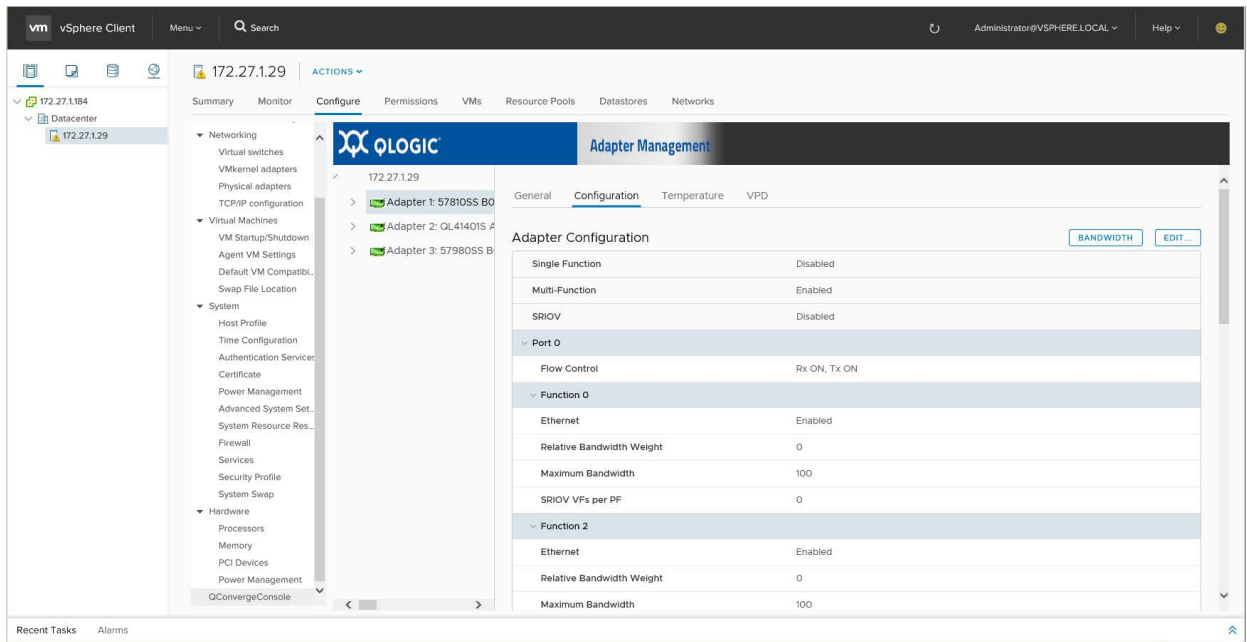 vm vSphere Client Menu Search Administrator@VSPHERE.LOCAL Help
172.27.1.184
Datacenter
172.27.1.29
172.27.1.29 ACTIONS
Summary Monitor Configure Permissions VMs Resource Pools Datastores Networks
Networking
Virtual switches
VMkernel adapters
Physical adapters
TCP/IP configuration
Virtual Machines
VM Startup/Shutdown
Agent VM Settings
Default VM Compatibi..
Swap File Location
System
Host Profile
Time Configuration
Authentication Services
Certificate
Power Management
Advanced System Set..
System Resource Res...
Firewall
Services
Security Profile
System Swap
Hardware
Processors
Memory
PCI Devices
Power Management
QConvergeConsole
QLOGIC Adapter Management
172.27.1.29
Adapter 1: 57810SS B0
Adapter 2: QL41401S A
Adapter 3: 57980SS B
General Configuration Temperature VPD
Adapter Configuration BANDWIDTH EDIT...
Single Function Disabled
Multi-Function Enabled
SRIOV Disabled
Port 0
Flow Control Rx ON, Tx ON
Function 0
Ethernet Enabled
Relative Bandwidth Weight 0
Maximum Bandwidth 100
SRIOV VFs per PF 0
Function 2
Ethernet Enabled
Relative Bandwidth Weight 0
Maximum Bandwidth 100
Recent Tasks Alarms